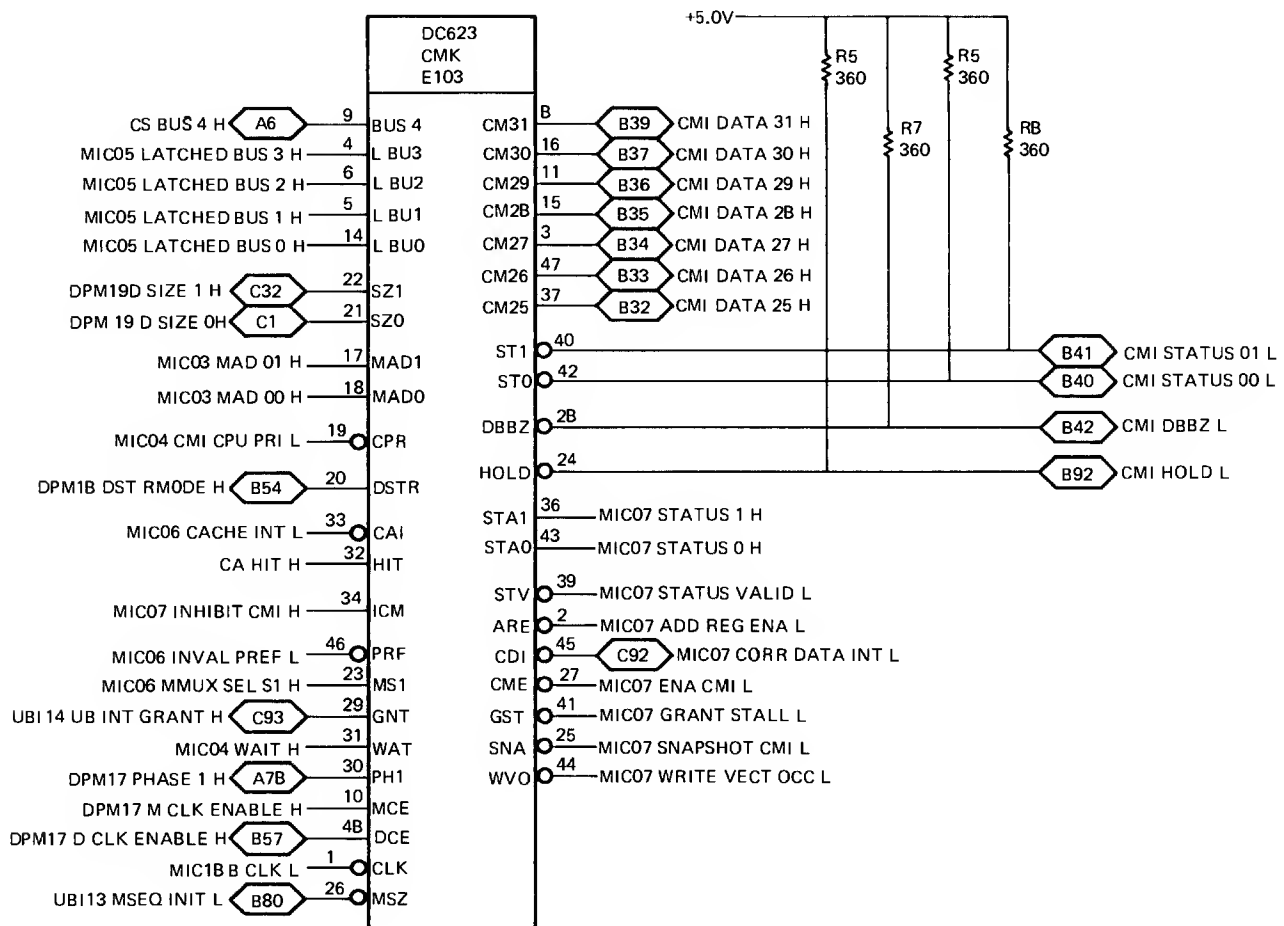 +5.0V
DC623
CMK
E103
R5
360
R5
360
R7
360
RB
360
CS BUS 4 H A6 9 BUS 4
MIC05 LATCHED BUS 3 H 4 L BU3
MIC05 LATCHED BUS 2 H 6 L BU2
MIC05 LATCHED BUS 1 H 5 L BU1
MIC05 LATCHED BUS 0 H 14 L BU0
DPM19D SIZE 1 H C32 22 SZ1
DPM 19 D SIZE 0H C1 21 SZ0
MIC03 MAD 01 H 17 MAD1
MIC03 MAD 00 H 18 MAD0
MIC04 CMI CPU PRI L 19 CPR
DPM1B DST RMODE H B54 20 DSTR
MIC06 CACHE INT L 33 CAI
CA HIT H 32 HIT
MIC07 INHIBIT CMI H 34 ICM
MIC06 INVAL PREF L 46 PRF
MIC06 MMUX SEL S1 H 23 MS1
UBI 14 UB INT GRANT H C93 29 GNT
MIC04 WAIT H 31 WAT
DPM17 PHASE 1 H A7B 30 PH1
DPM17 M CLK ENABLE H 10 MCE
DPM17 D CLK ENABLE H B57 4B DCE
MIC1B B CLK L 1 CLK
UBI13 MSEQ INIT L B80 26 MSZ
CM31 B B39 CMI DATA 31 H
CM30 16 B37 CMI DATA 30 H
CM29 11 B36 CMI DATA 29 H
CM2B 15 B35 CMI DATA 2B H
CM27 3 B34 CMI DATA 27 H
CM26 47 B33 CMI DATA 26 H
CM25 37 B32 CMI DATA 25 H
ST1 40 B41 CMI STATUS 01 L
ST0 42 B40 CMI STATUS 00 L
DBBZ 2B B42 CMI DBBZ L
HOLD 24 B92 CMI HOLD L
STA1 36 MIC07 STATUS 1 H
STA0 43 MIC07 STATUS 0 H
STV 39 MIC07 STATUS VALID L
ARE 2 MIC07 ADD REG ENA L
CDI 45 C92 MIC07 CORR DATA INT L
CME 27 MIC07 ENA CMI L
GST 41 MIC07 GRANT STALL L
SNA 25 MIC07 SNAPSHOT CMI L
WVO 44 MIC07 WRITE VECT OCC L